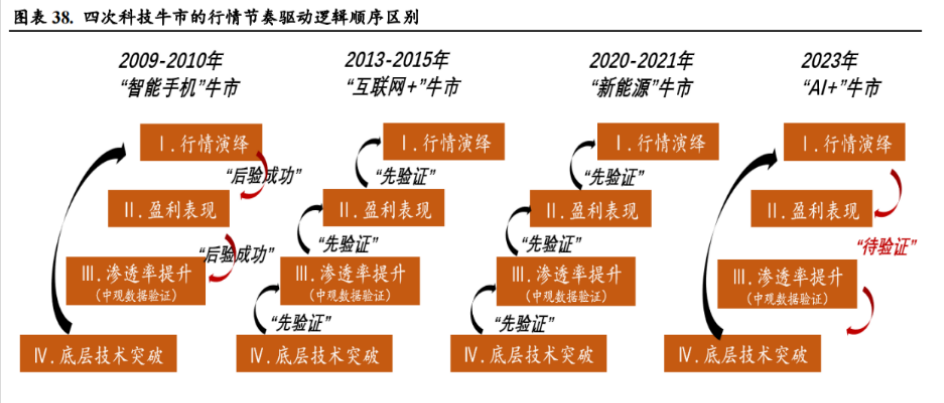 图表 38. 四次科技牛市的行情节奏驱动逻辑顺序区别
2009-2010年
“智能手机”牛市
Ⅰ.行情演绎
“后验成功”
Ⅱ.盈利表现
“后验成功”
Ⅲ.渗透率提升
(中观数据验证)
Ⅳ.底层技术突破
2013-2015年
“互联网+”牛市
Ⅰ.行情演绎
“先验证”
Ⅱ.盈利表现
“先验证”
Ⅲ.渗透率提升
(中观数据验证)
“先验证”
Ⅳ.底层技术突破
2020-2021年
“新能源”牛市
Ⅰ.行情演绎
“先验证”
Ⅱ.盈利表现
“先验证”
Ⅲ.渗透率提升
(中观数据验证)
“先验证”
Ⅳ.底层技术突破
2023年
“AI+”牛市
Ⅰ.行情演绎
Ⅱ.盈利表现
“待验证”
Ⅲ.渗透率提升
(中观数据验证)
Ⅳ.底层技术突破